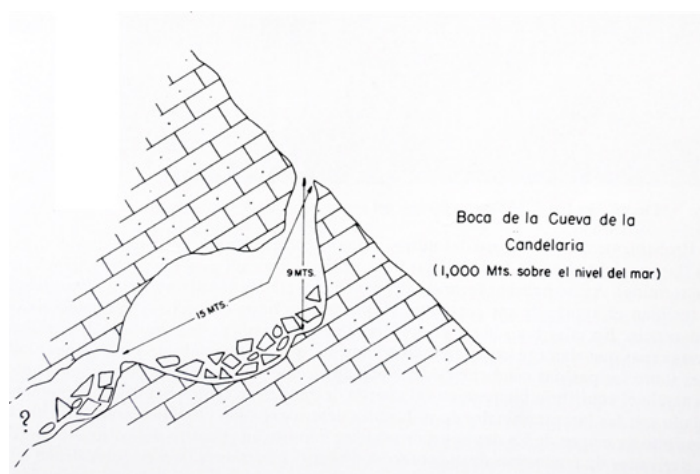 Boca de la Cueva de la
Candelaria
(1,000 Mts. sobre el nivel del mar)
9 MTS.
15 MTS.
?